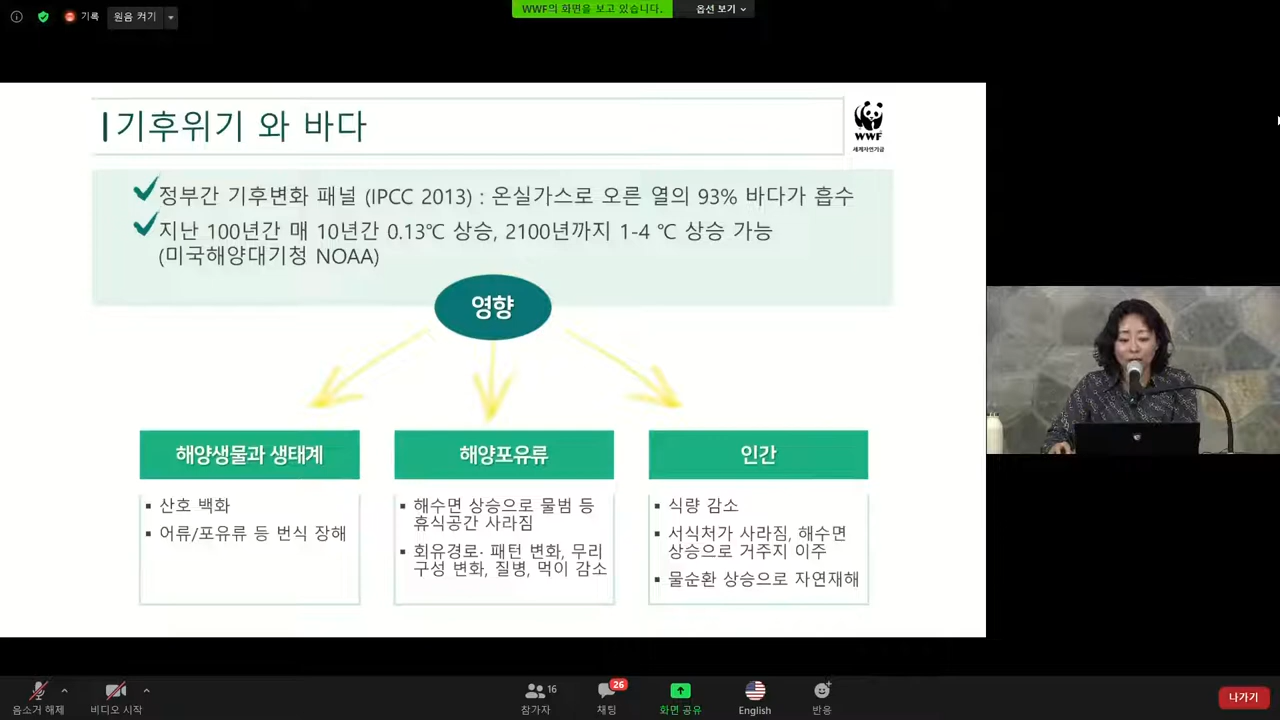 기록
원음 켜기
WWF의 화면을 보고 있습니다.
옵션 보기
기후위기 와 바다
WWF
세계자연기금
정부간 기후변화 패널 (IPCC 2013) : 온실가스로 오른 열의 93% 바다가 흡수
지난 100년간 매 10년간 0.13℃ 상승, 2100년까지 1-4 ℃ 상승 가능
(미국해양대기청 NOAA)
영향
해양생물과 생태계
산호 백화
어류/포유류 등 번식 장해
해양포유류
해수면 상승으로 물범 등
휴식공간 사라짐
회유경로· 패턴 변화, 무리
구성 변화, 질병, 먹이 감소
인간
식량 감소
서식처가 사라짐, 해수면
상승으로 거주지 이주
물순환 상승으로 자연재해
음소거 해제
비디오 시작
16
참가자
26
채팅
화면 공유
English
반응
나가기